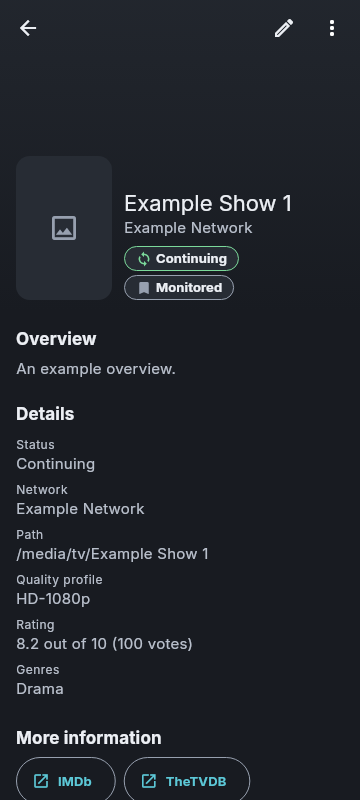 Example Show 1
Example Network
Continuing
Monitored
Overview
An example overview.
Details
Status
Continuing
Network
Example Network
Path
/media/tv/Example Show 1
Quality profile
HD-1080p
Rating
8.2 out of 10 (100 votes)
Genres
Drama
More information
IMDb TheTVDB